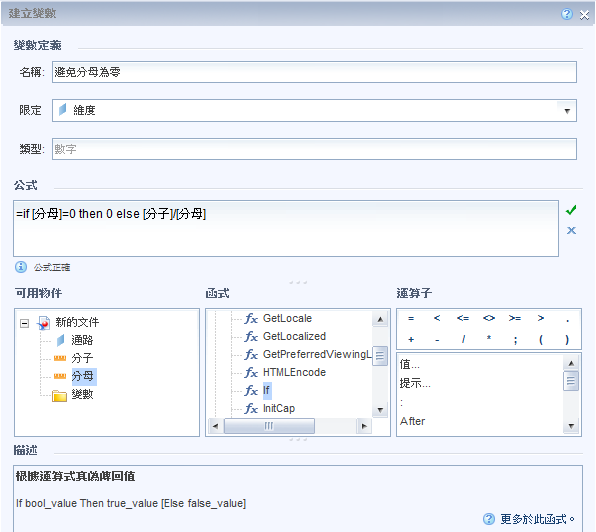 建立變數
變數定義
名稱: 避免分母為零
限定 維度
類型: 數字
公式
=if [分母]=0 then 0 else [分子]/[分母]
公式正確
可用物件
新的文件
通路
分子
分母
變數
函式
GetLocale
GetLocalized
GetPreferredViewingL
HTMLEncode
If
InitCap
運算子
= < <= <> >= > .
+ - / * ; ( )
值...
提示...
:
After
描述
根據運算式真偽傳回值
If bool_value Then true_value [Else false_value]
更多於此函式。